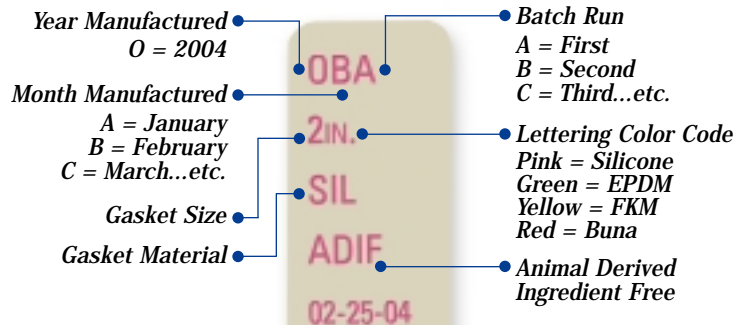 Year Manufactured
O = 2004
Month Manufactured
A = January
B = February
C = March...etc.
Gasket Size
Gasket Material
OBA
2IN.
SIL
ADIF
02-25-04
Batch Run
A = First
B = Second
C = Third...etc.
Lettering Color Code
Pink = Silicone
Green = EPDM
Yellow = FKM
Red = Buna
Animal Derived
Ingredient Free